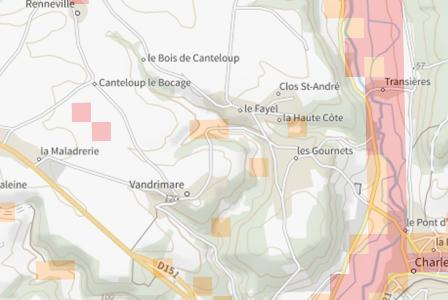 Renneville
le Bois de Canteloup
57
Canteloup le Bocage
Clos St-André
Transières
le Fayel
la Haute Côte
la Maladrerie
les Gournets
aleine
Vandrimare
le Pont d'
D151
Charle
21